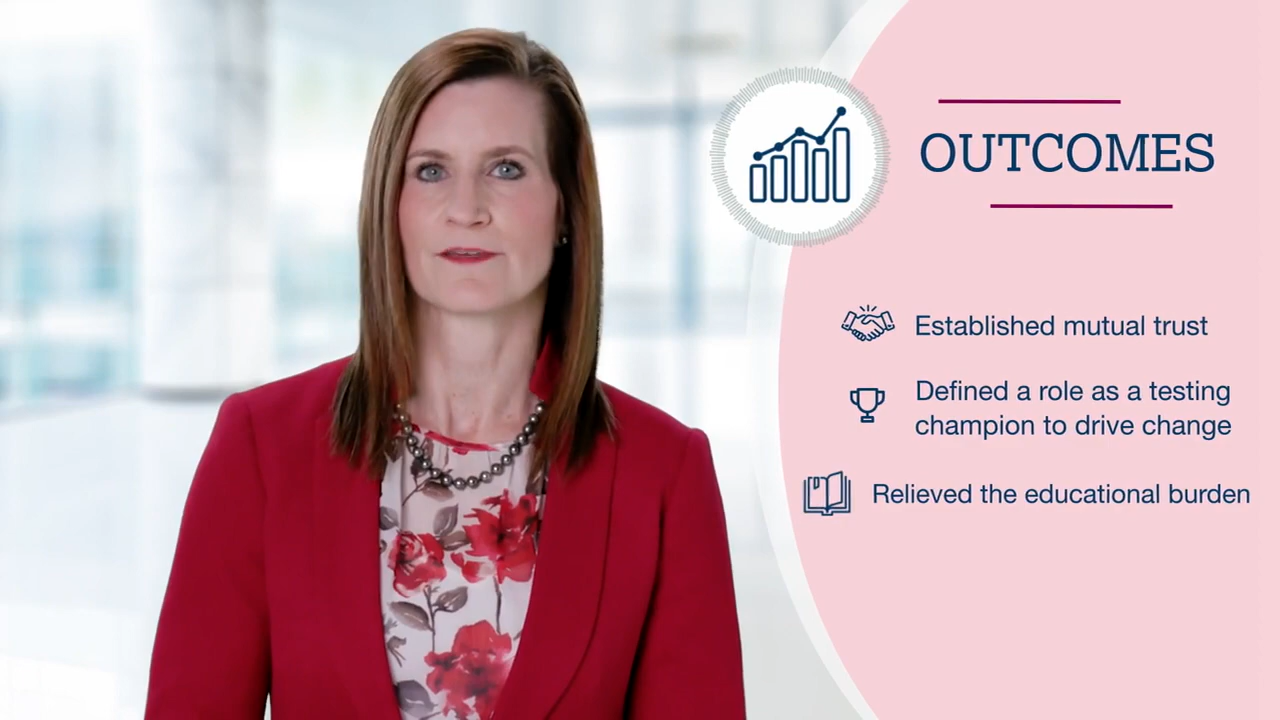 OUTCOMES
Established mutual trust
Defined a role as a testing
champion to drive change
Relieved the educational burden